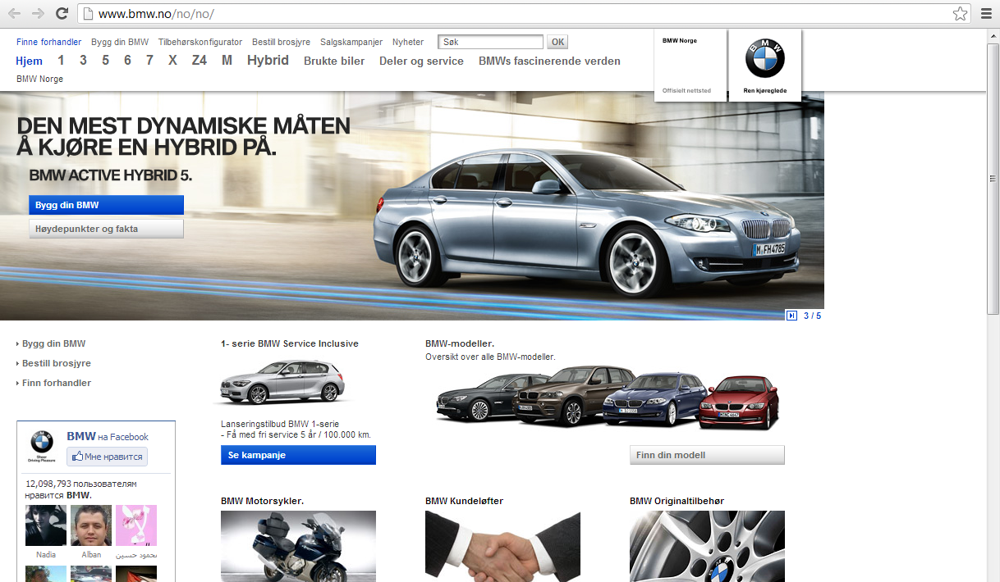 www.bmw.no/no/no/
Finne forhandler Bygg din BMW Tilbehørskonfigurator Bestill brosjyre Salgskampanjer Nyheter Søk OK
Hjem 1 3 5 6 7 X Z4 M Hybrid Brukte biler Deler og service BMWs fascinerende verden
BMW Norge
BMW Norge
Offisielt nettsted
BMW
Ren kjøreglede
DEN MEST DYNAMISKE MÅTEN
Å KJØRE EN HYBRID PÅ.
BMW ACTIVE HYBRID 5.
Bygg din BMW
Høydepunkter og fakta
M FH 4785
3 / 5
Bygg din BMW
Bestill brosjyre
Finn forhandler
1- serie BMW Service Inclusive
Lanseringstilbud BMW 1-serie
- Få med fri service 5 år / 100.000 km.
Se kampanje
BMW-modeller.
Oversikt over alle BMW-modeller.
Finn din modell
BMW
Sheer
Driving Pleasure
BMW на Facebook
Мне нравится
12,098,793 пользователям
нравится BMW.
Nadia Alban محمود حسين
BMW Motorsykler.
BMW Kundeløfter
BMW Originaltilbehør